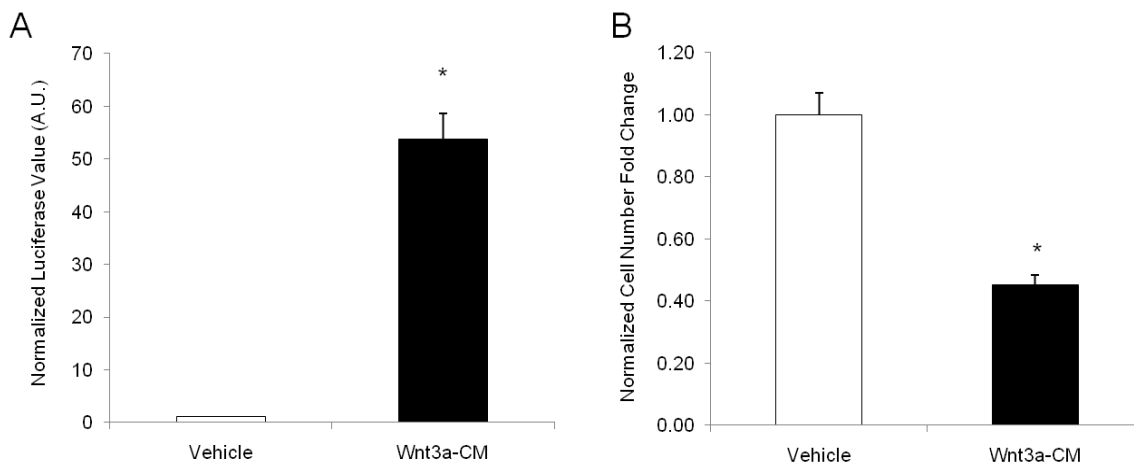 A
Normalized Luciferase Value (A.U.)
70
60
50
40
30
20
10
0
*
Vehicle
Wnt3a-CM
B
Normalized Cell Number Fold Change
1.20
1.00
0.80
0.60
0.40
0.20
0.00
*
Vehicle
Wnt3a-CM